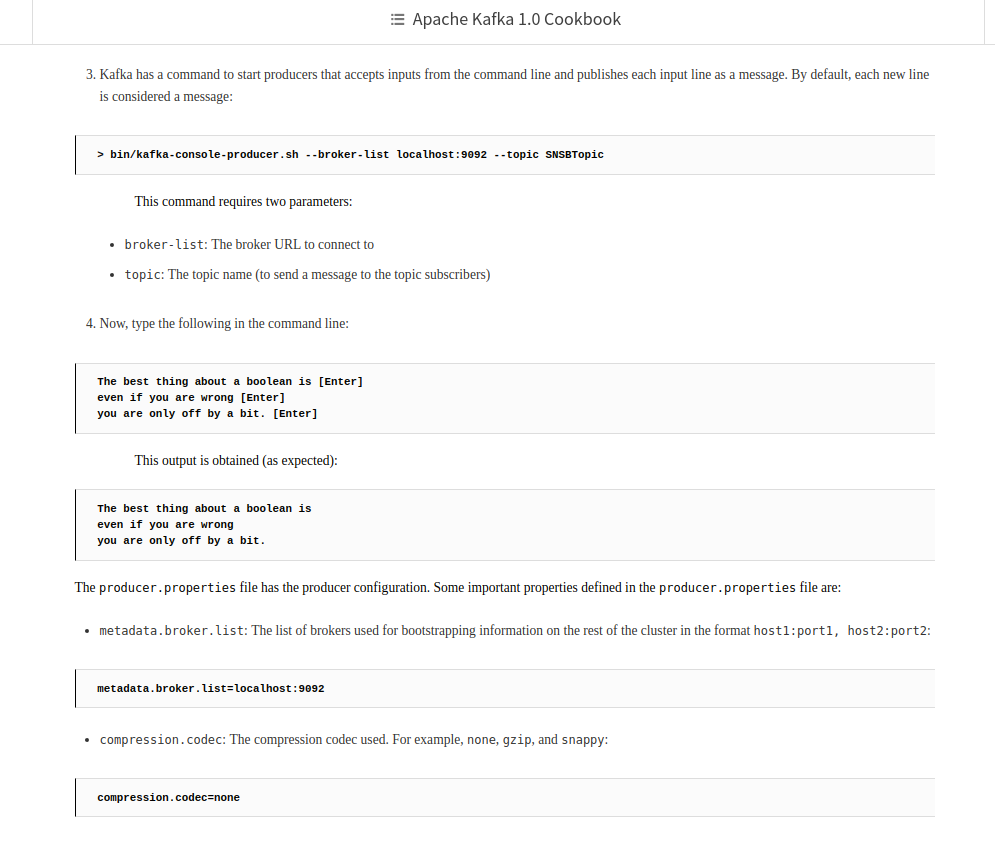 Apache Kafka 1.0 Cookbook
3. Kafka has a command to start producers that accepts inputs from the command line and publishes each input line as a message. By default, each new line
is considered a message:
> bin/kafka-console-producer.sh --broker-list localhost:9092 --topic SNSBTopic
This command requires two parameters:
• broker-list: The broker URL to connect to
• topic: The topic name (to send a message to the topic subscribers)
4. Now, type the following in the command line:
The best thing about a boolean is [Enter]
even if you are wrong [Enter]
you are only off by a bit. [Enter]
This output is obtained (as expected):
The best thing about a boolean is
even if you are wrong
you are only off by a bit.
The producer.properties file has the producer configuration. Some important properties defined in the producer.properties file are:
• metadata.broker.list: The list of brokers used for bootstrapping information on the rest of the cluster in the format host1:port1, host2:port2:
metadata.broker.list=localhost:9092
• compression.codec: The compression codec used. For example, none, gzip, and snappy:
compression.codec=none